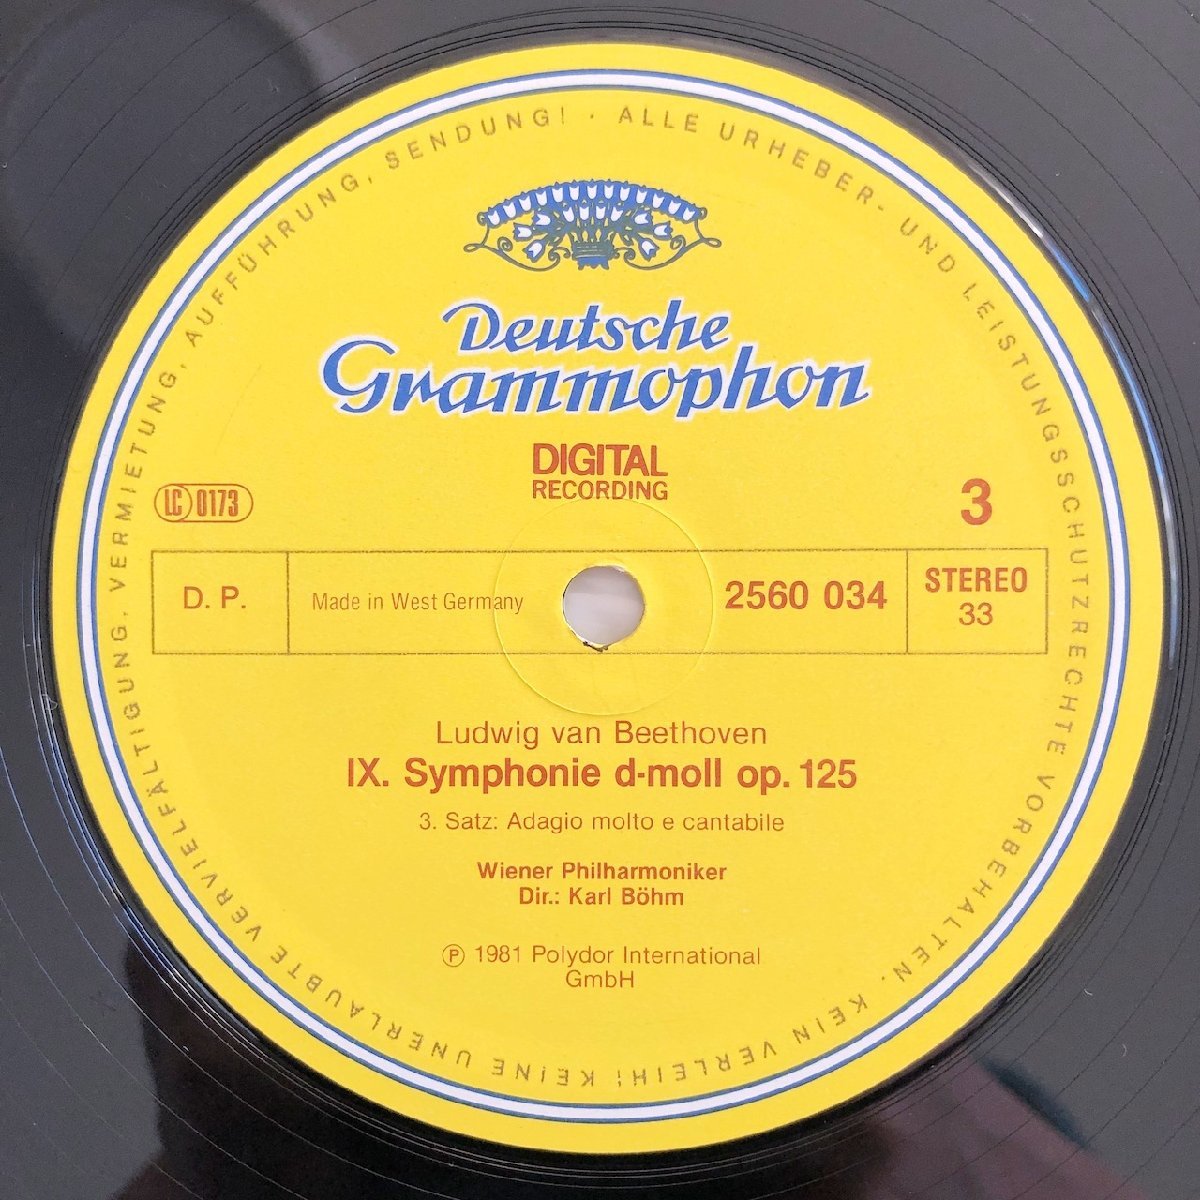 ALLE URHEBER- UND LEISTUNGSSCHUTZRECHTE VORBEHALTEN. KEIN VERLEIH! KEINE UNERLAUBTE VERVIELFÄLTIGUNG, VERMIETUNG, AUFFÜHRUNG, SENDUNG! ·
Deutsche
Grammophon
DIGITAL
RECORDING
LC 0173
3
D. P.
Made in West Germany
2560 034
STEREO
33
Ludwig van Beethoven
IX. Symphonie d-moll op. 125
3. Satz: Adagio molto e cantabile
Wiener Philharmoniker
Dir.: Karl Böhm
Ⓟ 1981 Polydor International
GmbH